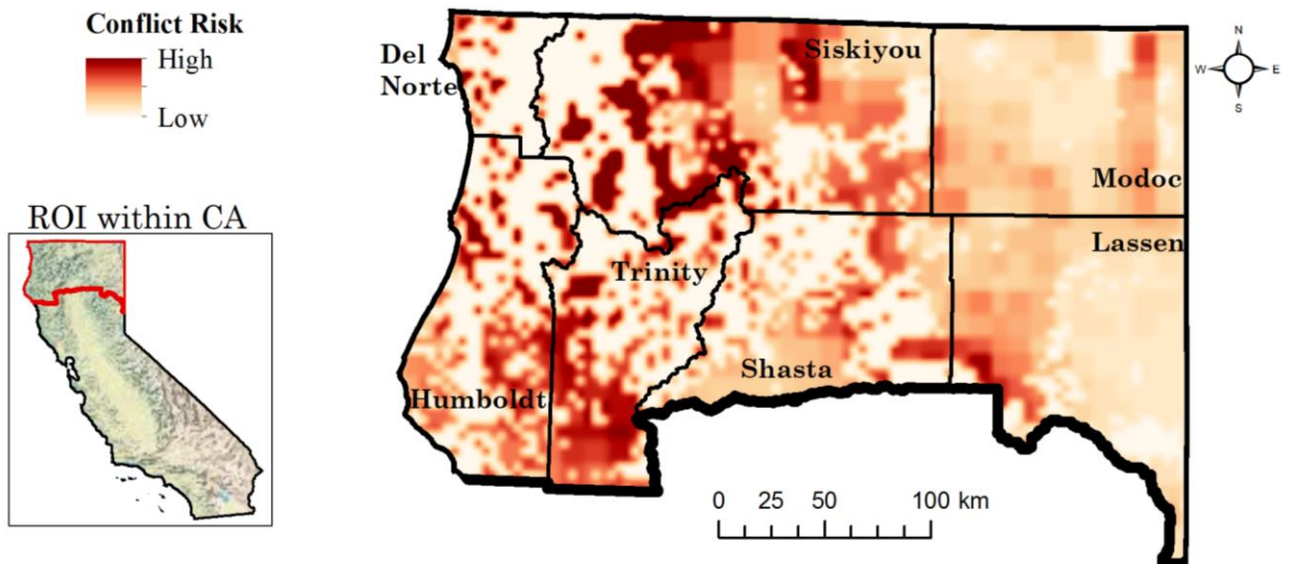 Conflict Risk
High
Low
ROI within CA
Del
Norte
Siskiyou
Modoc
Lassen
Trinity
Shasta
Humboldt
N
W E
S
0 25 50 100 km